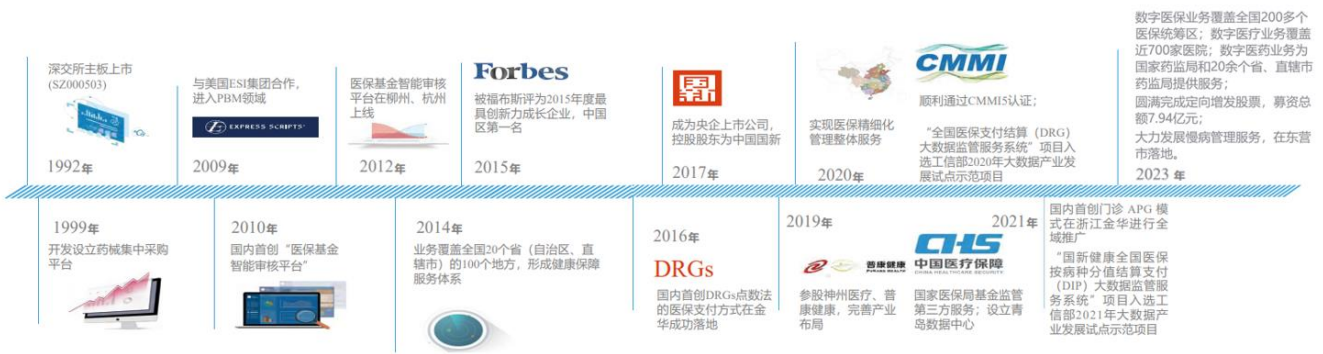 深交所主板上市
(SZ000503)
1992年
与美国ESI集团合作，
进入PBM领域
EXPRESS SCRIPTS®
2009年
医保基金智能审核
平台在柳州、杭州
上线
2012年
Forbes
被福布斯评为2015年度最
具创新力成长企业，中国
区第一名
2015年
国新
成为央企上市公司，
控股股东为中国国新
2017年
实现医保精细化
管理整体服务
2020年
CMMI
顺利通过CMMI5认证；
“全国医保支付结算（DRG）
大数据监管服务系统”项目入
选工信部2020年大数据产业发
展试点示范项目
数字医保业务覆盖全国200多个
医保统筹区；数字医疗业务覆盖
近700家医院；数字医药业务为
国家药监局和20余个省、直辖市
药监局提供服务；
圆满完成定向增发股票，募资总
额7.94亿元；
大力发展慢病管理服务，在东营
市落地。
2023 年
1999年
开发设立药械集中采购
平台
2010年
国内首创“医保基金
智能审核平台”
2014年
业务覆盖全国20个省（自治区、直
辖市）的100个地方，形成健康保障
服务体系
2016年
DRGs
国内首创DRGs点数法
的医保支付方式在金
华成功落地
2019年
普康健康
PUKANG HEALTH
参股神州医疗、普
康健康，完善产业
布局
2021年
CHS
中国医疗保障
CHINA HEALTHCARE SECURITY
国家医保局基金监管
第三方服务；设立青
岛数据中心
国内首创门诊 APG 模
式在浙江金华进行全
域推广
“国新健康全国医保
按病种分值结算支付
（DIP）大数据监管服
务系统”项目入选工
信部2021年大数据产
业发展试点示范项目